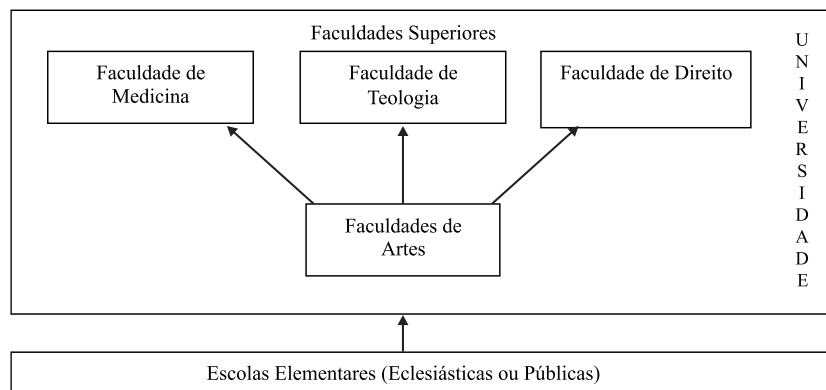 Faculdades Superiores
Faculdade de
Medicina
Faculdade de
Teologia
Faculdade de Direito
U
N
I
V
E
R
S
I
D
A
D
E
Faculdades de
Artes
Escolas Elementares (Eclesiásticas ou Públicas)